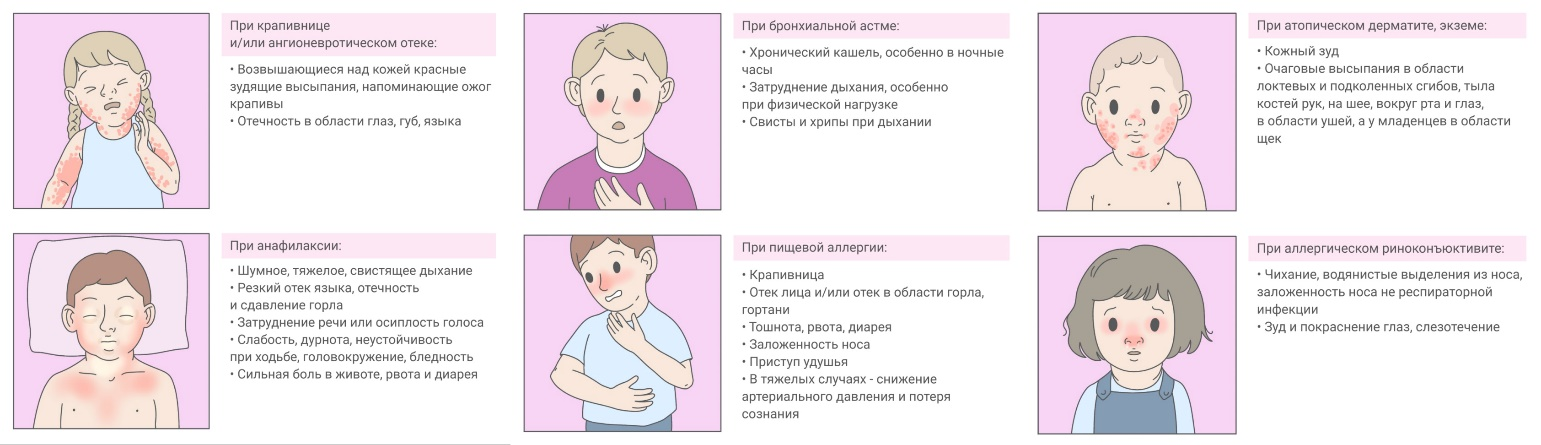 При крапивнице
и/или ангионевротическом отеке:
• Возвышающиеся над кожей красные
зудящие высыпания, напоминающие ожог
крапивы
• Отечность в области глаз, губ, языка
При бронхиальной астме:
• Хронический кашель, особенно в ночные
часы
• Затруднение дыхания, особенно
при физической нагрузке
• Свисты и хрипы при дыхании
При атопическом дерматите, экземе:
• Кожный зуд
• Очаговые высыпания в области
локтевых и подколенных сгибов, тыла
костей рук, на шее, вокруг рта и глаз,
в области ушей, а у младенцев в области
щек
При анафилаксии:
• Шумное, тяжелое, свистящее дыхание
• Резкий отек языка, отечность
и сдавление горла
• Затруднение речи или осиплость голоса
• Слабость, дурнота, неустойчивость
при ходьбе, головокружение, бледность
• Сильная боль в животе, рвота и диарея
При пищевой аллергии:
• Крапивница
• Отек лица и/или отек в области горла,
гортани
• Тошнота, рвота, диарея
• Заложенность носа
• Приступ удушья
• В тяжелых случаях - снижение
артериального давления и потеря
сознания
При аллергическом риноконъюктивите:
• Чихание, водянистые выделения из носа,
заложенность носа не респираторной
инфекции
• Зуд и покраснение глаз, слезотечение